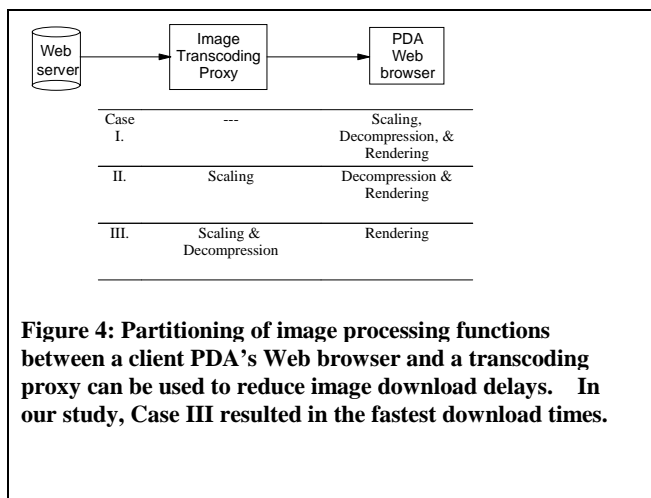 Web server
Image Transcoding Proxy
PDA Web browser
Case I.
---
Scaling, Decompression, & Rendering
II.
Scaling
Decompression & Rendering
III.
Scaling & Decompression
Rendering
Figure 4: Partitioning of image processing functions
between a client PDA's Web browser and a transcoding
proxy can be used to reduce image download delays. In
our study, Case III resulted in the fastest download times.